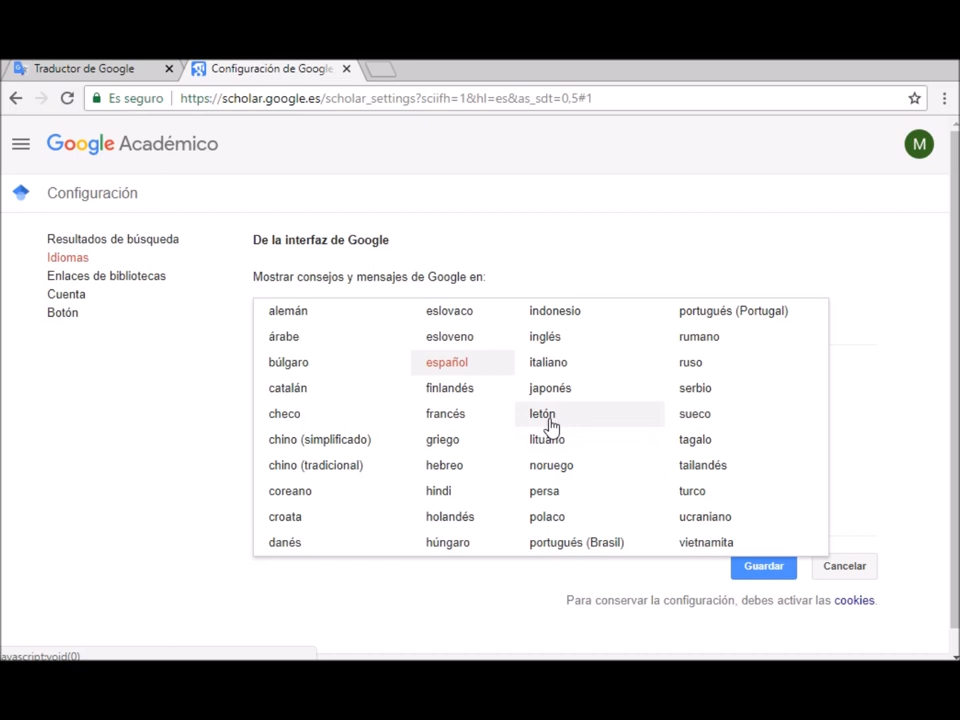 Traductor de Google
Configuración de Google
Es seguro
https://scholar.google.es/scholar_settings?sciifh=1&hl=es&as_sdt=0,5#1
Google Académico
M
Configuración
Resultados de búsqueda
Idiomas
Enlaces de bibliotecas
Cuenta
Botón
De la interfaz de Google
Mostrar consejos y mensajes de Google en:
alemán eslovaco indonesio portugués (Portugal)
árabe esloveno inglés rumano
búlgaro español italiano ruso
catalán finlandés japonés serbio
checo francés letón sueco
chino (simplificado) griego lituano tagalo
chino (tradicional) hebreo noruego tailandés
coreano hindi persa turco
croata holandés polaco ucraniano
danés húngaro portugués (Brasil) vietnamita
Guardar Cancelar
Para conservar la configuración, debes activar las cookies.
avascript:void(0)